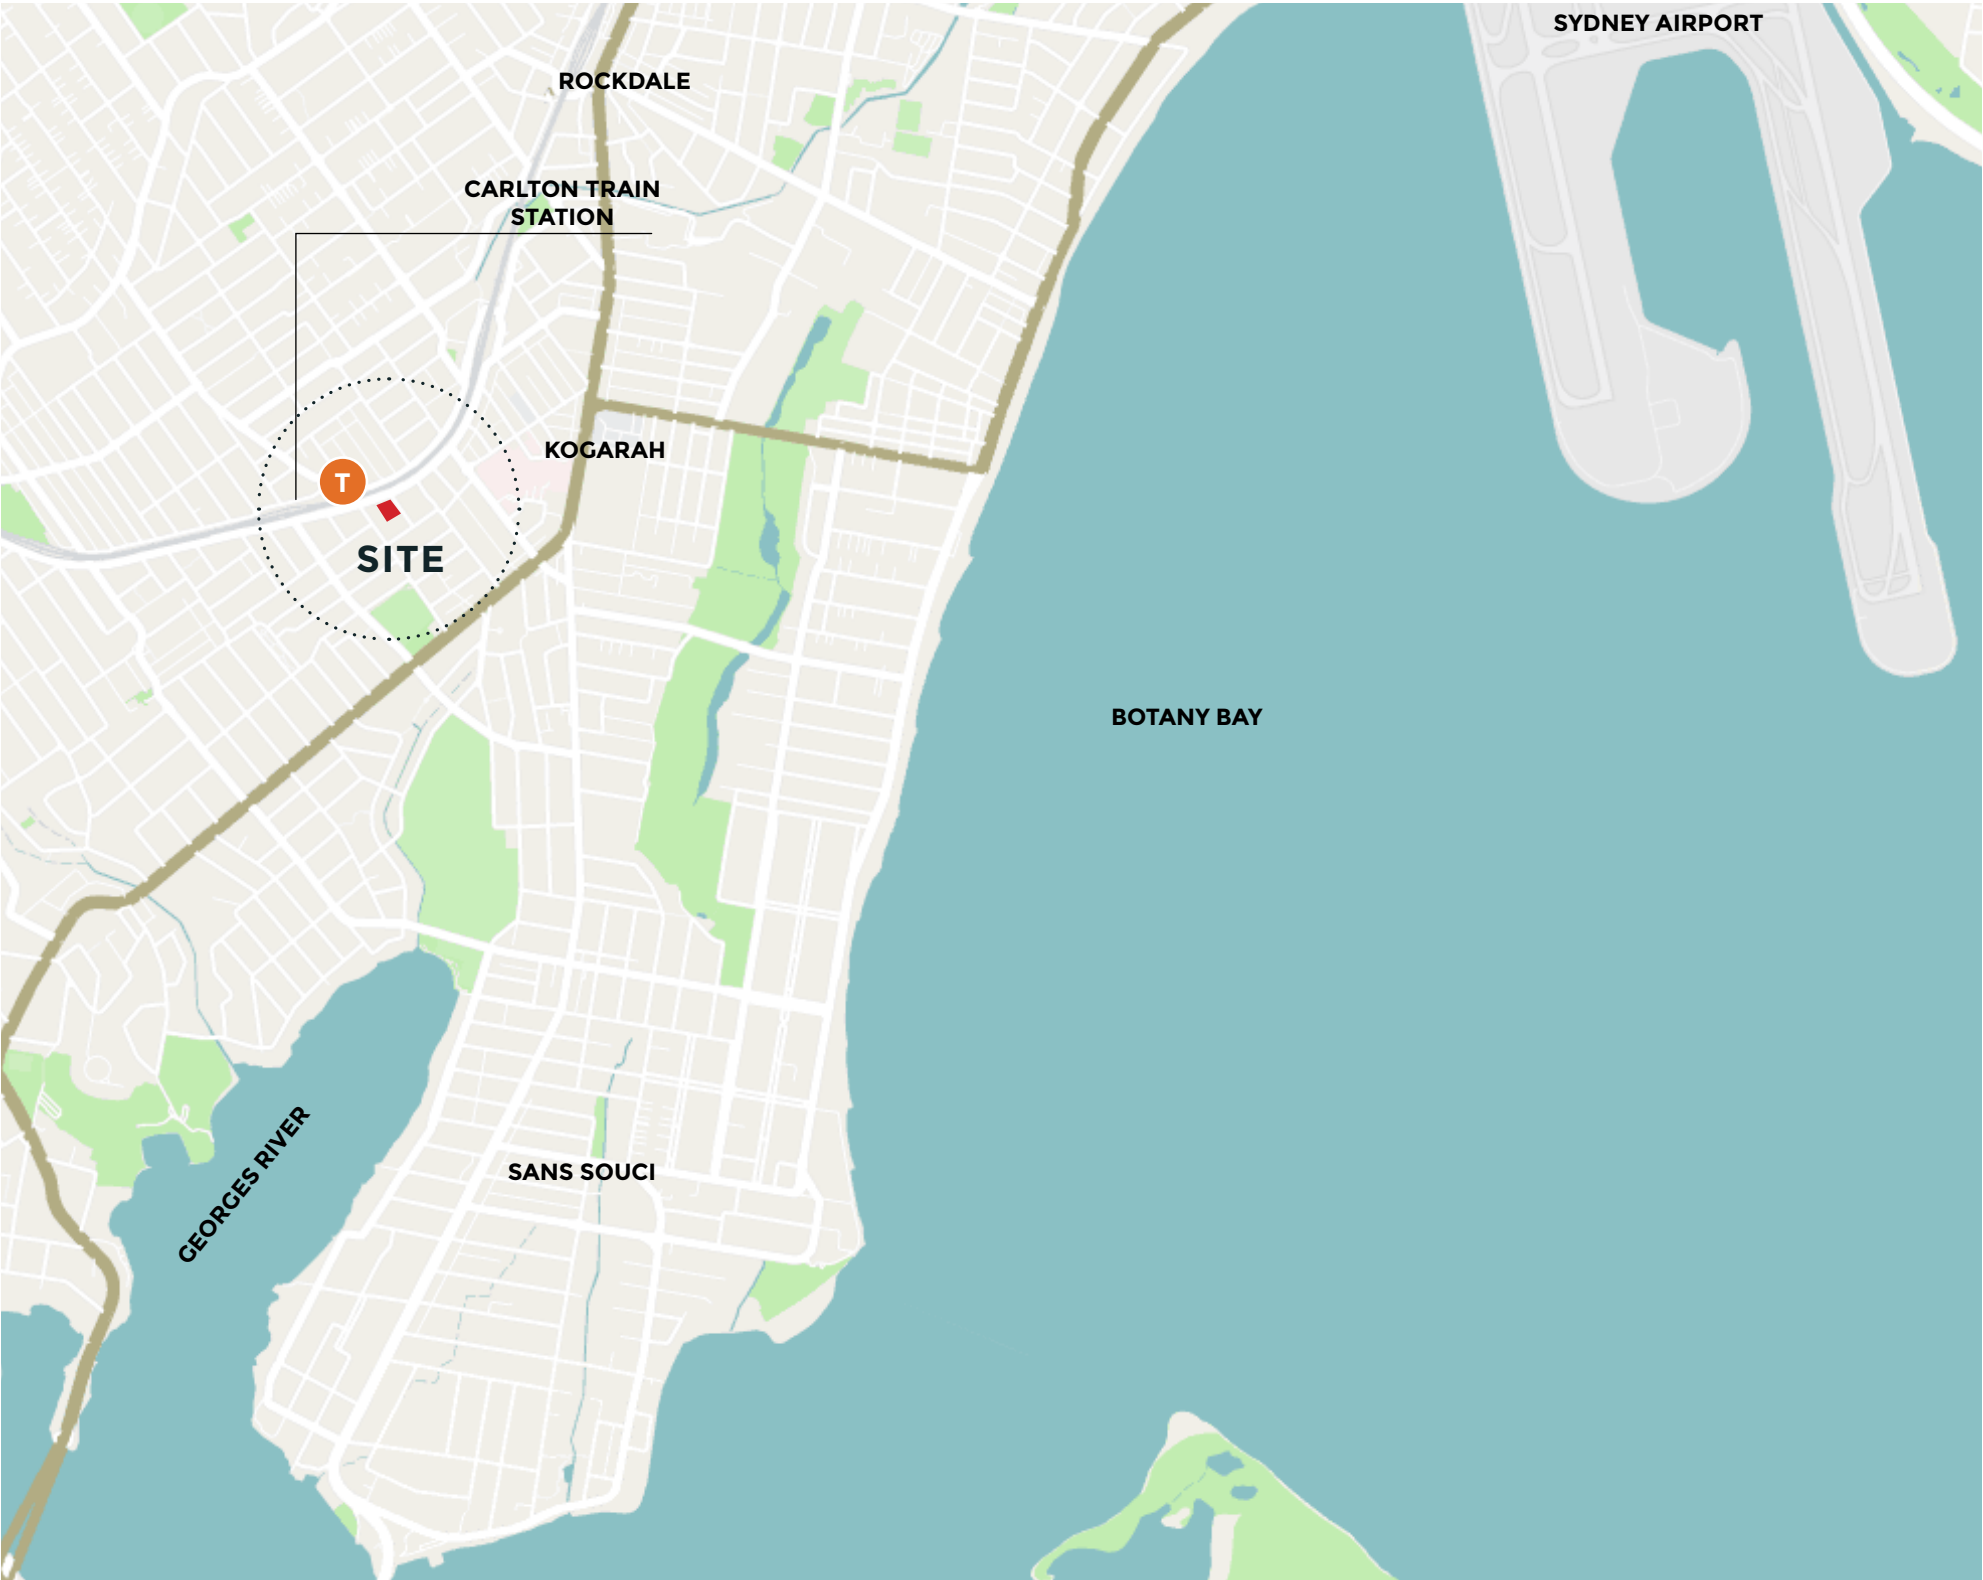 SYDNEY AIRPORT
ROCKDALE
CARLTON TRAIN
STATION
KOGARAH
T
SITE
BOTANY BAY
GEORGES RIVER
SANS SOUCI